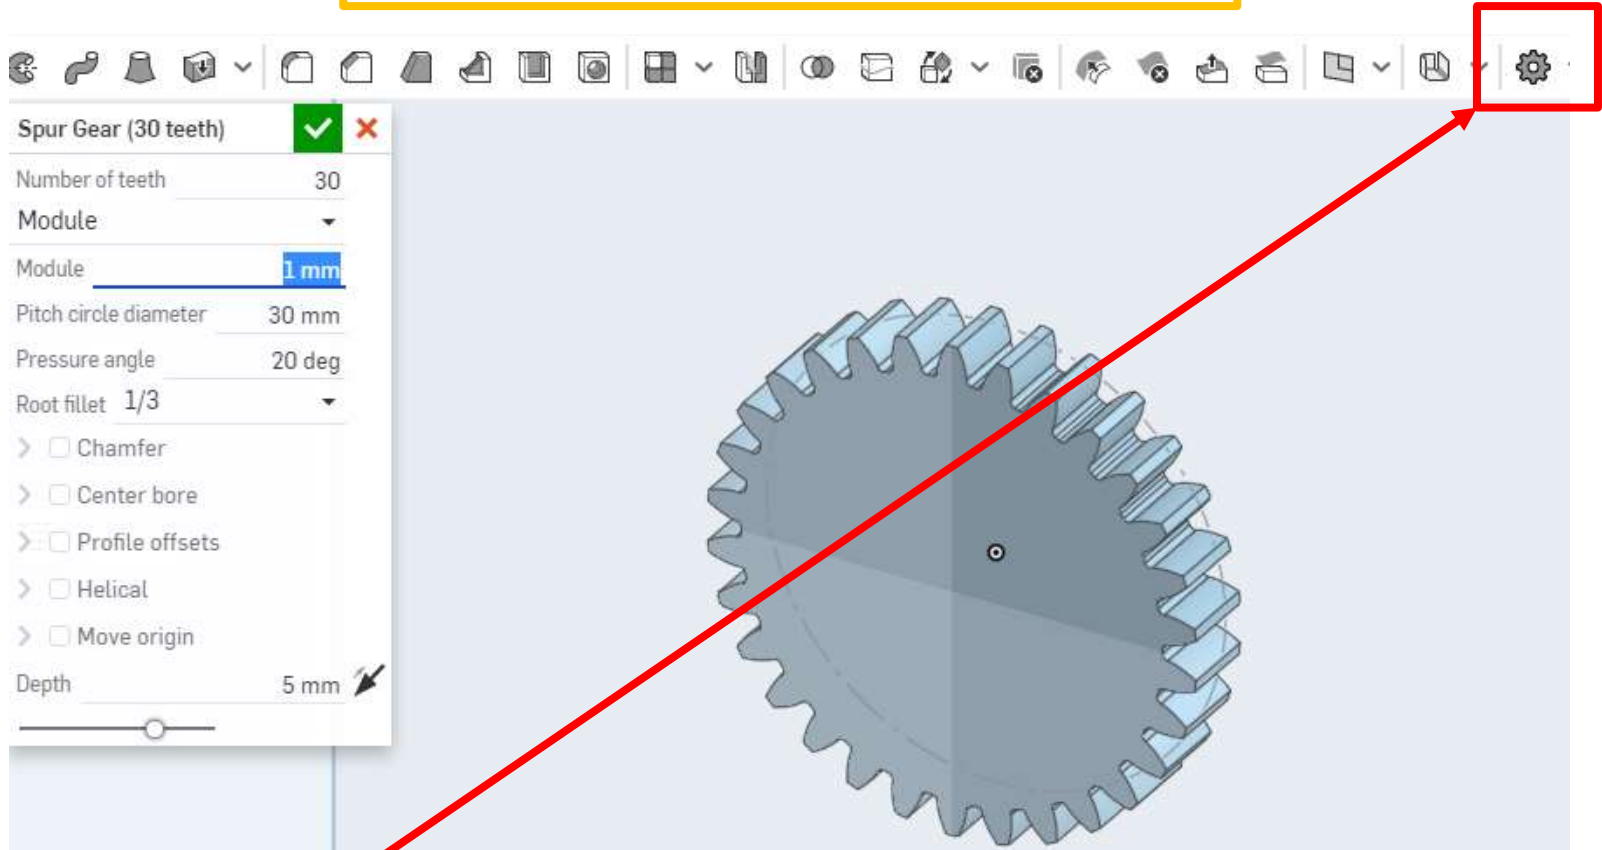 Spur Gear (30 teeth)
Number of teeth 30
Module
Module 1 mm
Pitch circle diameter 30 mm
Pressure angle 20 deg
Root fillet 1/3
Chamfer
Center bore
Profile offsets
Helical
Move origin
Depth 5 mm